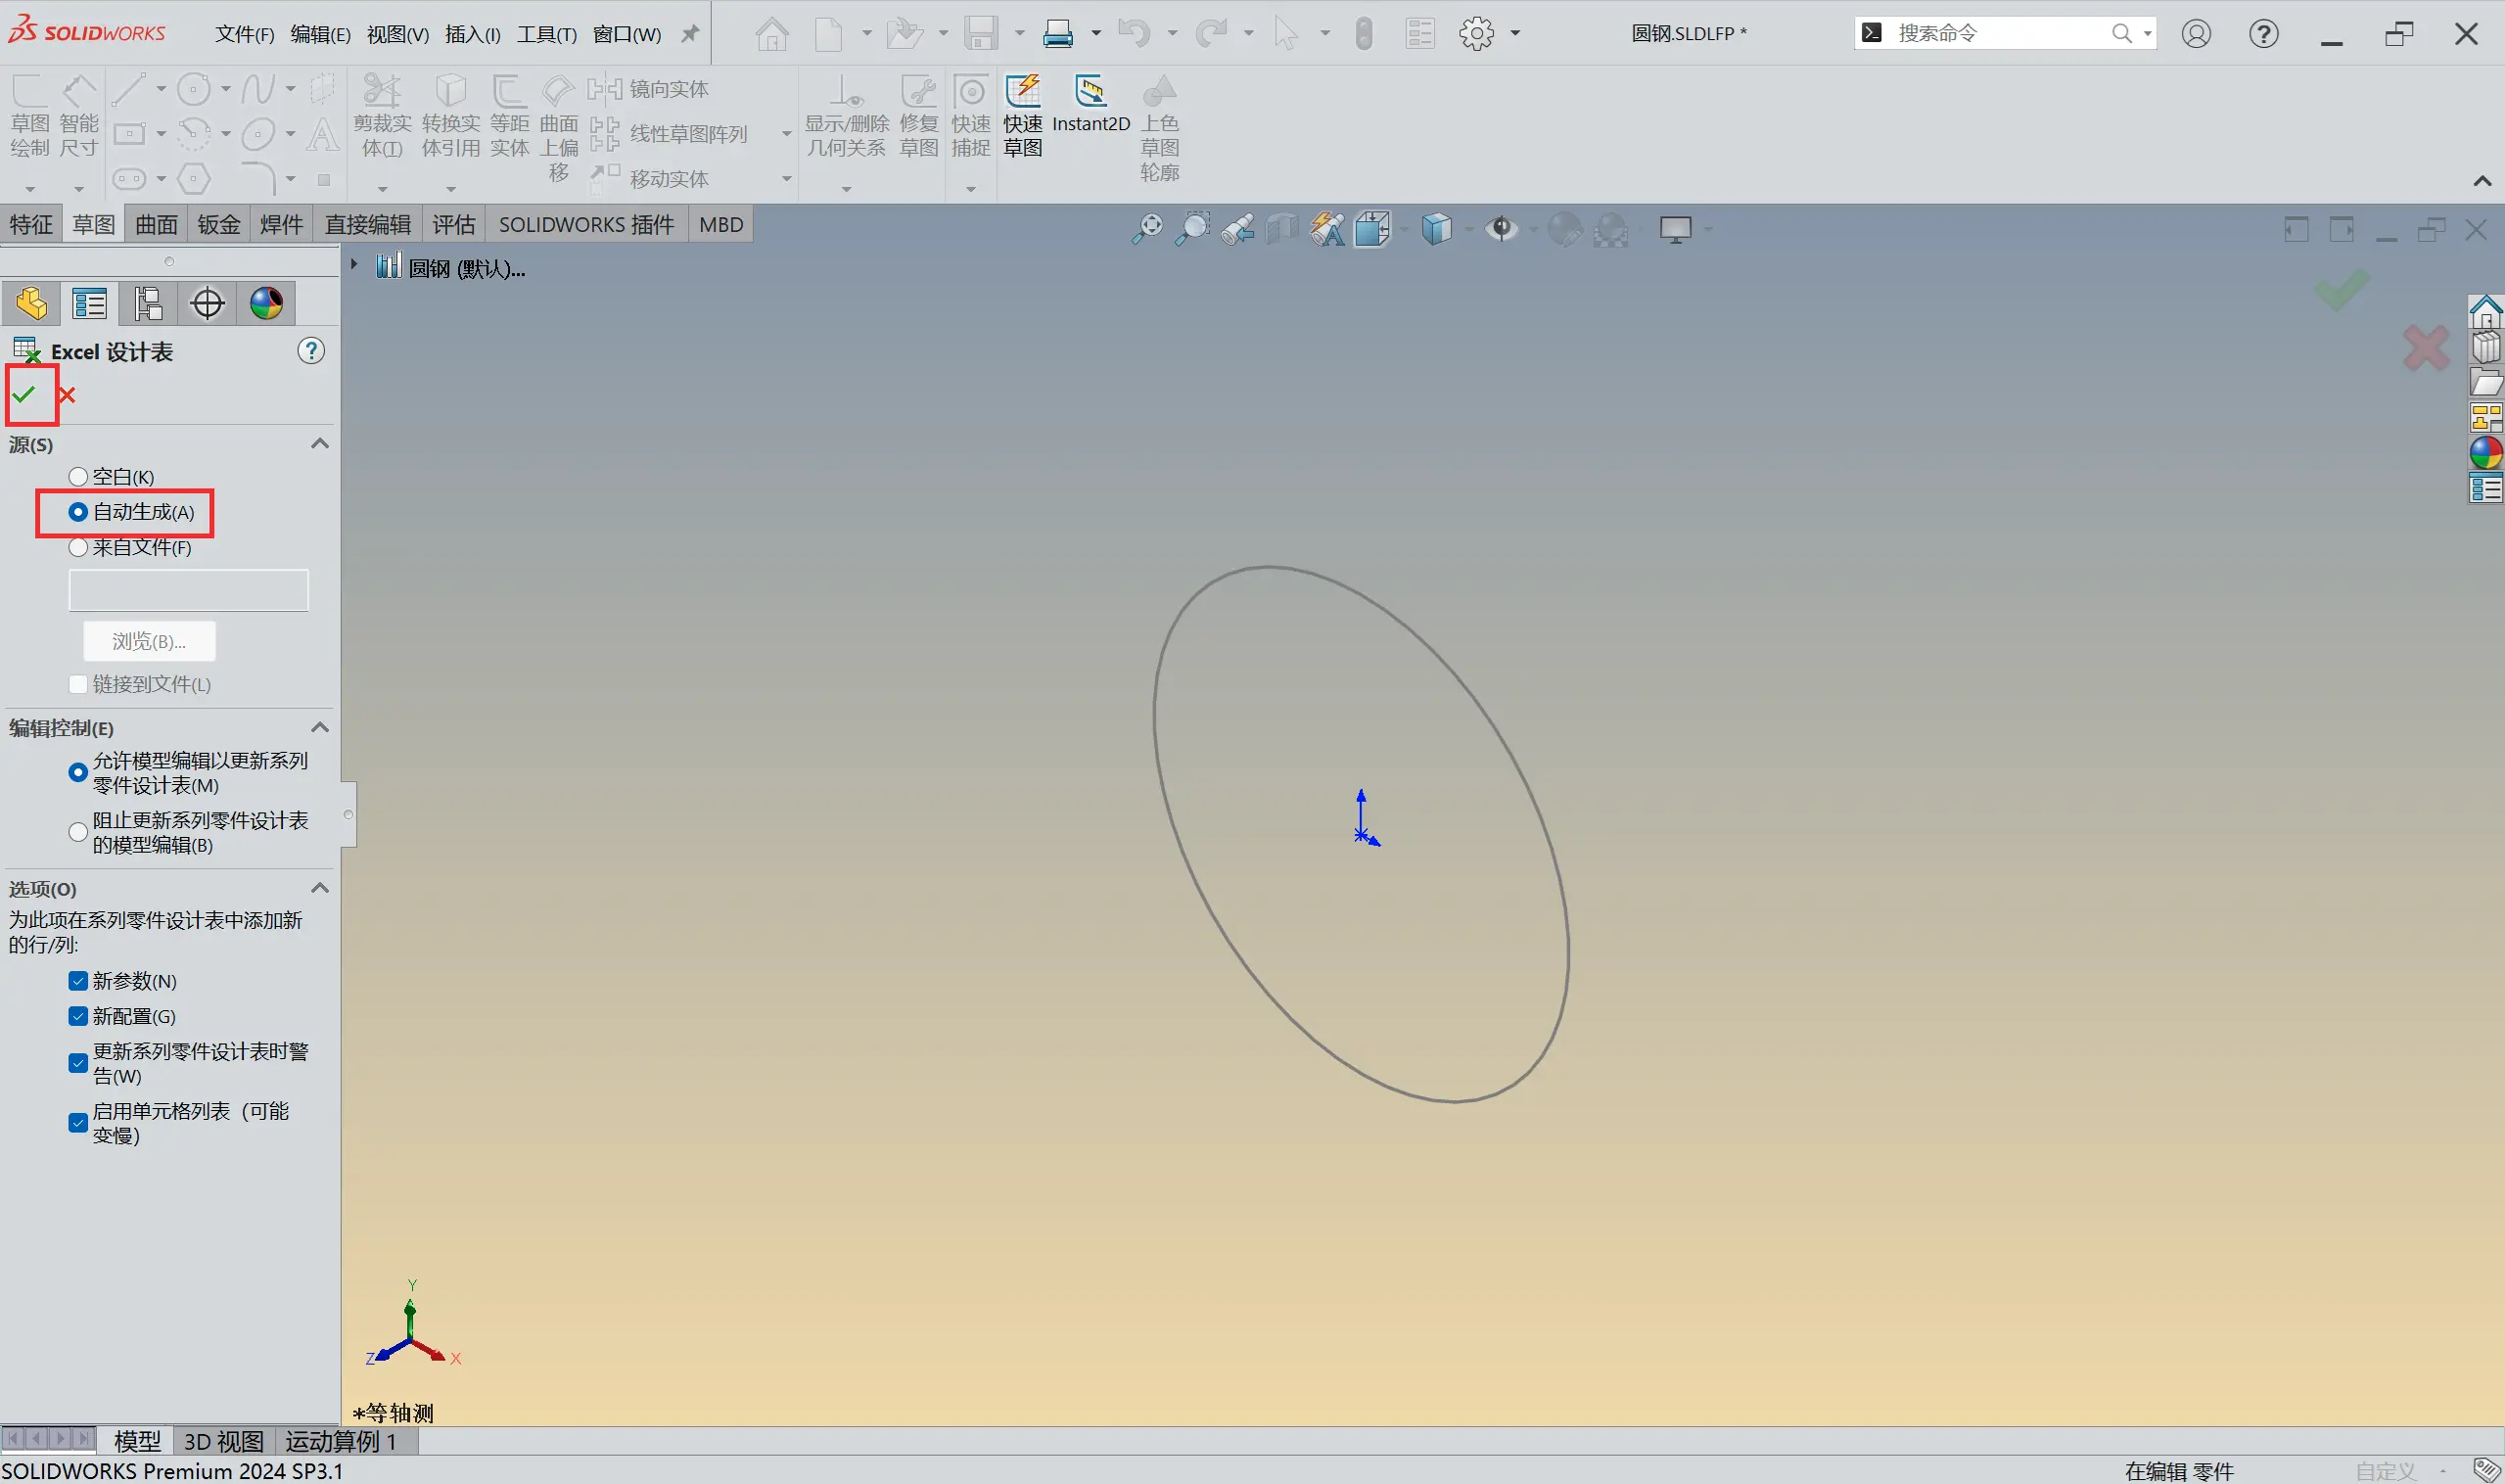 SOLIDWORKS 文件(F) 编辑(E) 视图(V) 插入(I) 工具(T) 窗口(W) 圆钢.SLDLFP * 搜索命令
草图绘制 智能尺寸
剪裁实体(T) 转换实体引用 等距实体 曲面上偏移
镜向实体
线性草图阵列
移动实体
显示/删除几何关系 修复草图 快速捕捉 快速草图 Instant2D 上色草图轮廓
特征 草图 曲面 钣金 焊件 直接编辑 评估 SOLIDWORKS 插件 MBD
圆钢 (默认)...
Excel 设计表
源(S)
空白(K)
自动生成(A)
来自文件(F)
浏览(B)...
链接到文件(L)
编辑控制(E)
允许模型编辑以更新系列
零件设计表(M)
阻止更新系列零件设计表
的模型编辑(B)
选项(O)
为此项在系列零件设计表中添加新
的行/列:
新参数(N)
新配置(G)
更新系列零件设计表时警
告(W)
启用单元格列表（可能
变慢)
Y
Z X
*等轴测
模型 3D 视图 运动算例 1
SOLIDWORKS Premium 2024 SP3.1 在编辑 零件 自定义